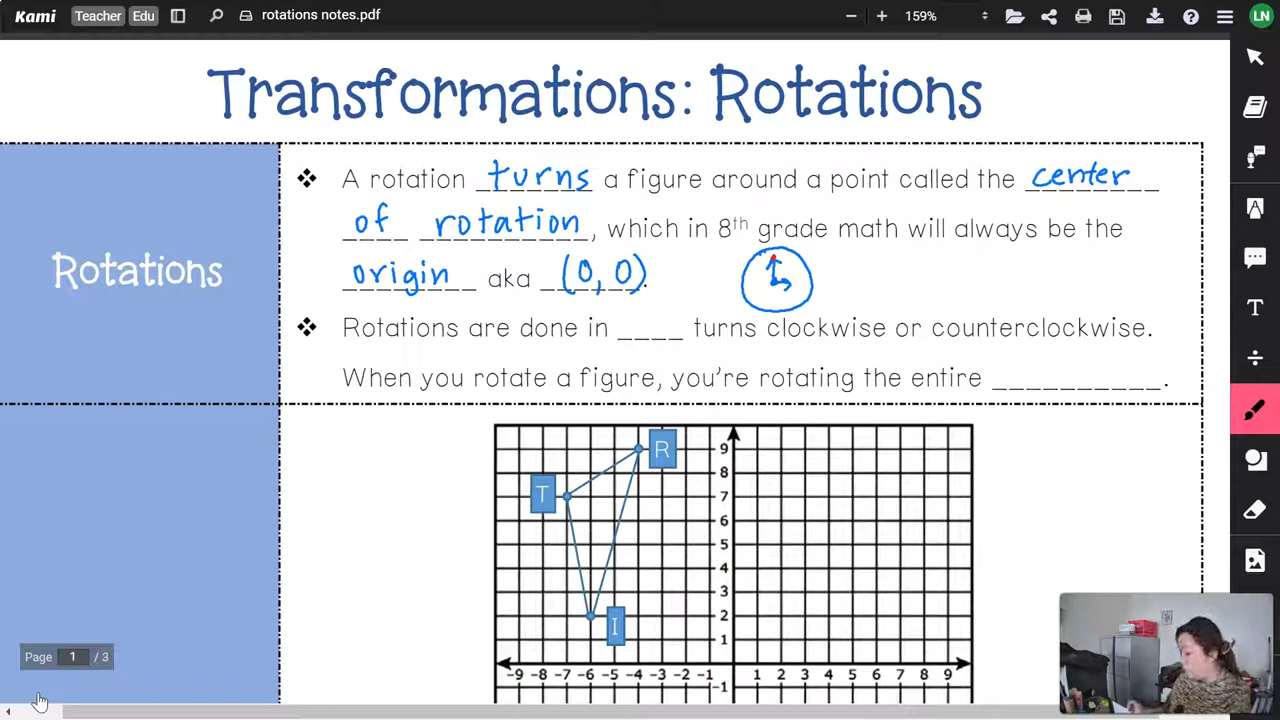 Kami Teacher Edu rotations notes.pdf 159% LN
Transformations: Rotations
Rotations
❖ A rotation turns a figure around a point called the center
of rotation, which in 8th grade math will always be the
origin aka (0, 0).
❖ Rotations are done in ____ turns clockwise or counterclockwise.
When you rotate a figure, you're rotating the entire __________.
R
T
I
9
8
7
6
5
4
3
2
1
-9 -8 -7 -6 -5 -4 -3 -2 -1 1 2 3 4 5 6 7 8 9
-1
Page 1 / 3